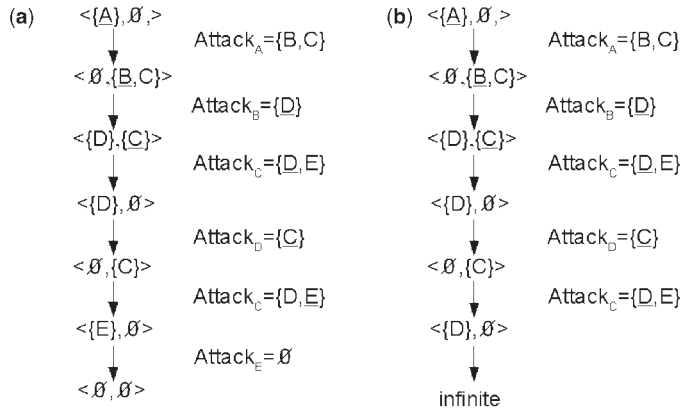 (a)
<{A},∅,>
Attack_A={B,C}
<∅,{B,C}>
Attack_B={D}
<{D},{C}>
Attack_C={D,E}
<{D},∅>
Attack_D={C}
<∅,{C}>
Attack_C={D,E}
<{E},∅>
Attack_E=∅
<∅,∅>
(b)
<{A},∅,>
Attack_A={B,C}
<∅,{B,C}>
Attack_B={D}
<{D},{C}>
Attack_C={D,E}
<{D},∅>
Attack_D={C}
<∅,{C}>
Attack_C={D,E}
<{D},∅>
infinite